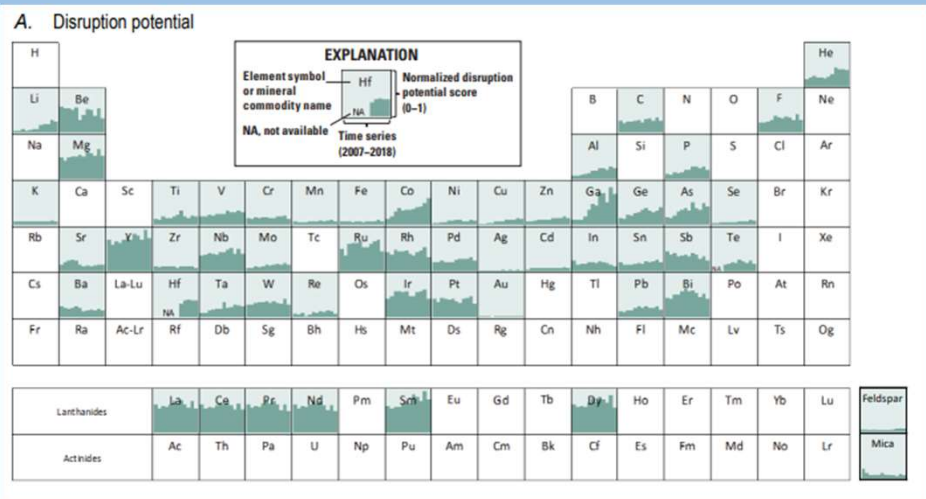 A. Disruption potential
EXPLANATION
Element symbol
or mineral
commodity name
NA, not available
Hf
NA
Normalized disruption
potential score
(0–1)
Time series
(2007–2018)
H He
Li Be B C N O F Ne
Na Mg Al Si P S Cl Ar
K Ca Sc Ti V Cr Mn Fe Co Ni Cu Zn Ga Ge As Se Br Kr
Rb Sr Y Zr Nb Mo Tc Ru Rh Pd Ag Cd In Sn Sb Te I Xe
NA
Cs Ba La-Lu Hf Ta W Re Os Ir Pt Au Hg Tl Pb Bi Po At Rn
NA
Fr Ra Ac-Lr Rf Db Sg Bh Hs Mt Ds Rg Cn Nh Fl Mc Lv Ts Og
Lanthanides La Ce Pr Nd Pm Sm Eu Gd Tb Dy Ho Er Tm Yb Lu Feldspar
Actinides Ac Th Pa U Np Pu Am Cm Bk Cf Es Fm Md No Lr Mica